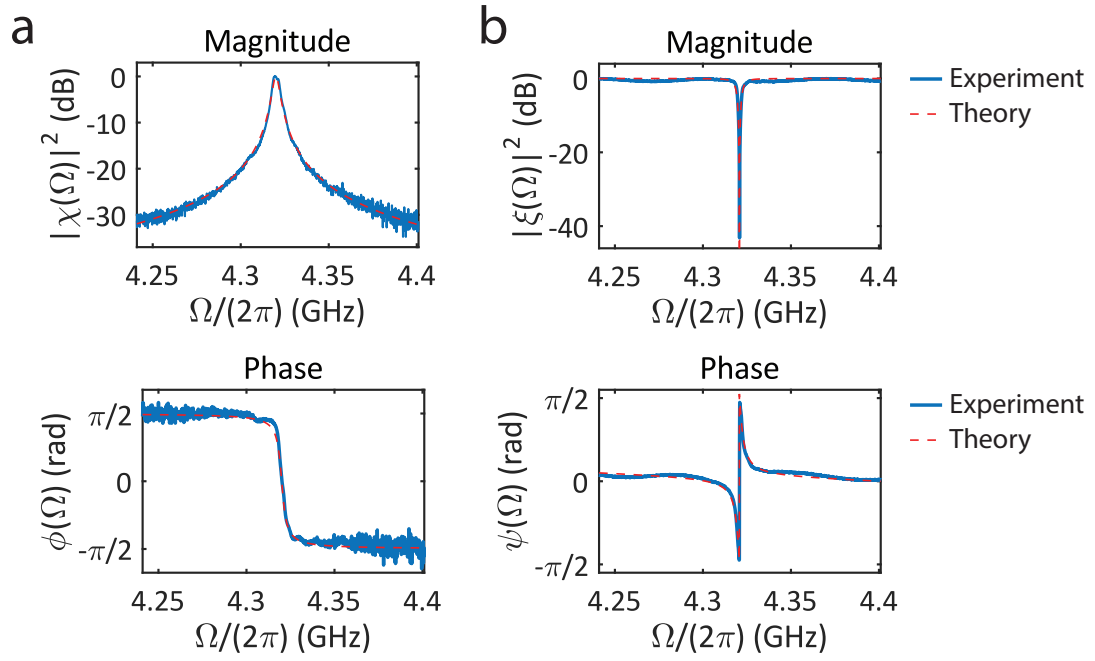 a
Magnitude
|χ(Ω)|² (dB)
0
-10
-20
-30
4.25 4.3 4.35 4.4
Ω/(2π) (GHz)
b
Magnitude
|ξ(Ω)|² (dB)
0
-20
-40
4.25 4.3 4.35 4.4
Ω/(2π) (GHz)
Experiment
Theory
Phase
ϕ(Ω) (rad)
π/2
0
-π/2
4.25 4.3 4.35 4.4
Ω/(2π) (GHz)
Phase
ψ(Ω) (rad)
π/2
0
-π/2
4.25 4.3 4.35 4.4
Ω/(2π) (GHz)
Experiment
Theory